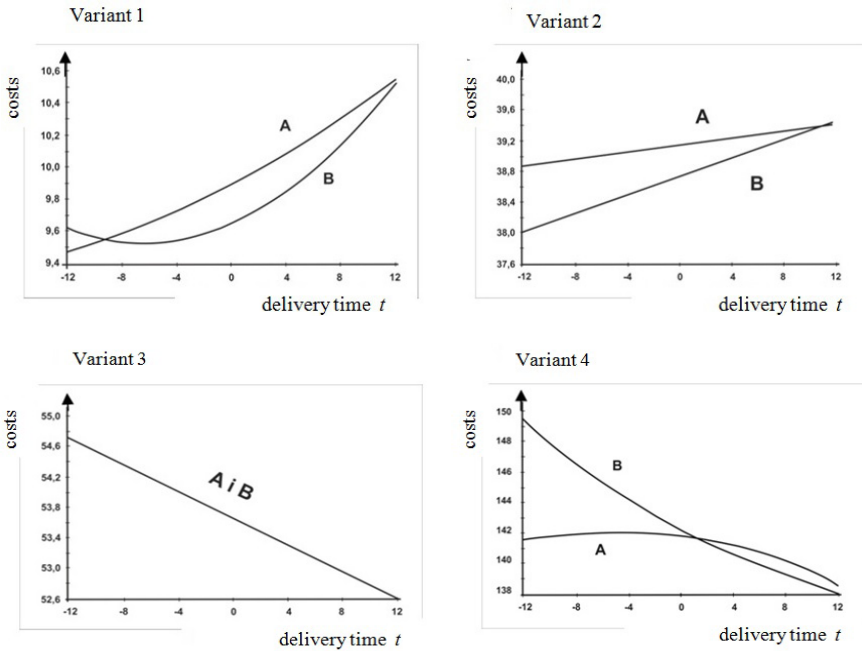 Variant 1
costs
10,6
10,4
10,2
10,0
9,8
9,6
9,4
A
B
-12 -8 -4 0 4 8 12
delivery time t
Variant 2
costs
40,0
39,6
39,2
38,8
38,4
38,0
37,6
A
B
-12 -8 -4 0 4 8 12
delivery time t
Variant 3
costs
55,0
54,6
54,2
53,8
53,4
53,0
52,6
A i B
-12 -8 -4 0 4 8 12
delivery time t
Variant 4
costs
150
148
146
144
142
140
138
B
A
-12 -8 -4 0 4 8 12
delivery time t